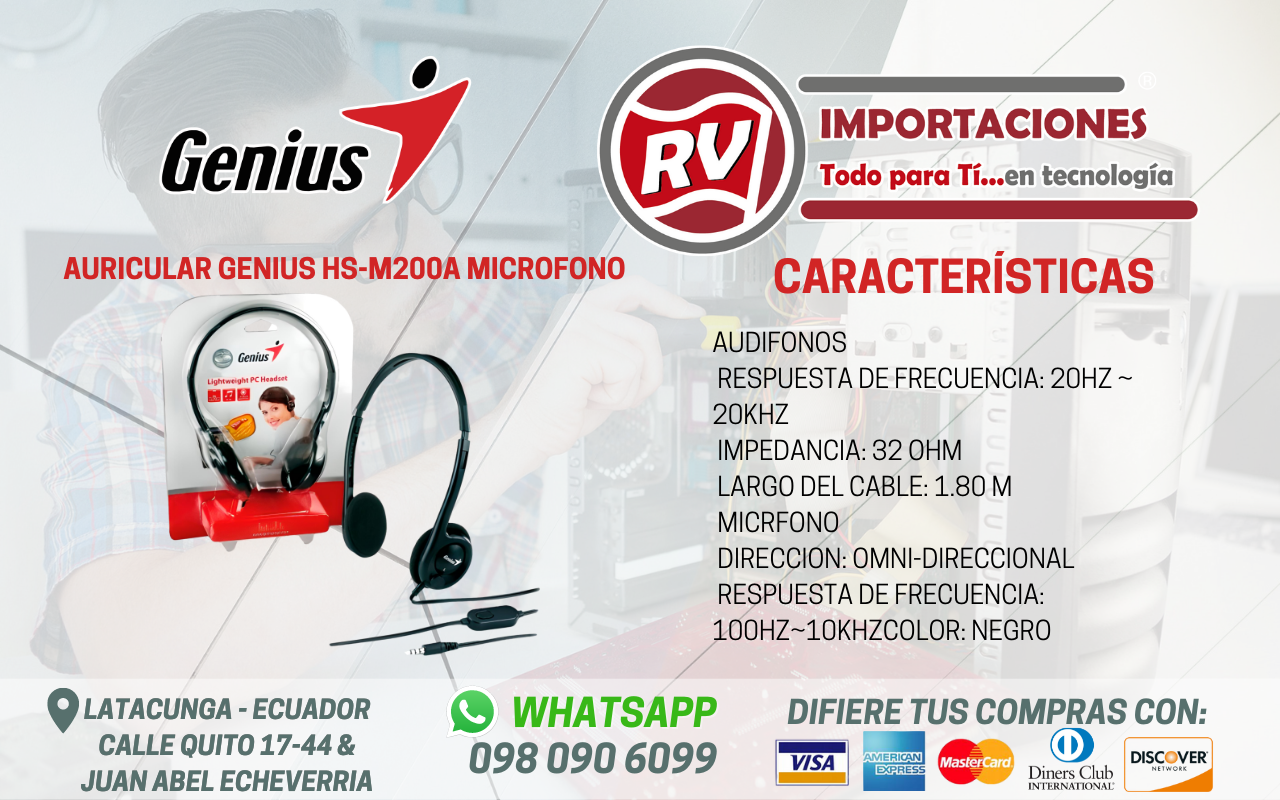 Genius
RV
®
IMPORTACIONES
Todo para Tí...en tecnología
AURICULAR GENIUS HS-M200A MICROFONO
Genius
Lightweight PC Headset
Genius
CARACTERÍSTICAS
AUDIFONOS
RESPUESTA DE FRECUENCIA: 20HZ ~
20KHZ
IMPEDANCIA: 32 OHM
LARGO DEL CABLE: 1.80 M
MICRFONO
DIRECCION: OMNI-DIRECCIONAL
RESPUESTA DE FRECUENCIA:
100HZ~10KHZCOLOR: NEGRO
LATACUNGA - ECUADOR
CALLE QUITO 17-44 &
JUAN ABEL ECHEVERRIA
WHATSAPP
098 090 6099
DIFIERE TUS COMPRAS CON:
VISA
AMERICAN
EXPRESS
MasterCard
Diners Club
INTERNATIONAL
DISCOVER
NETWORK